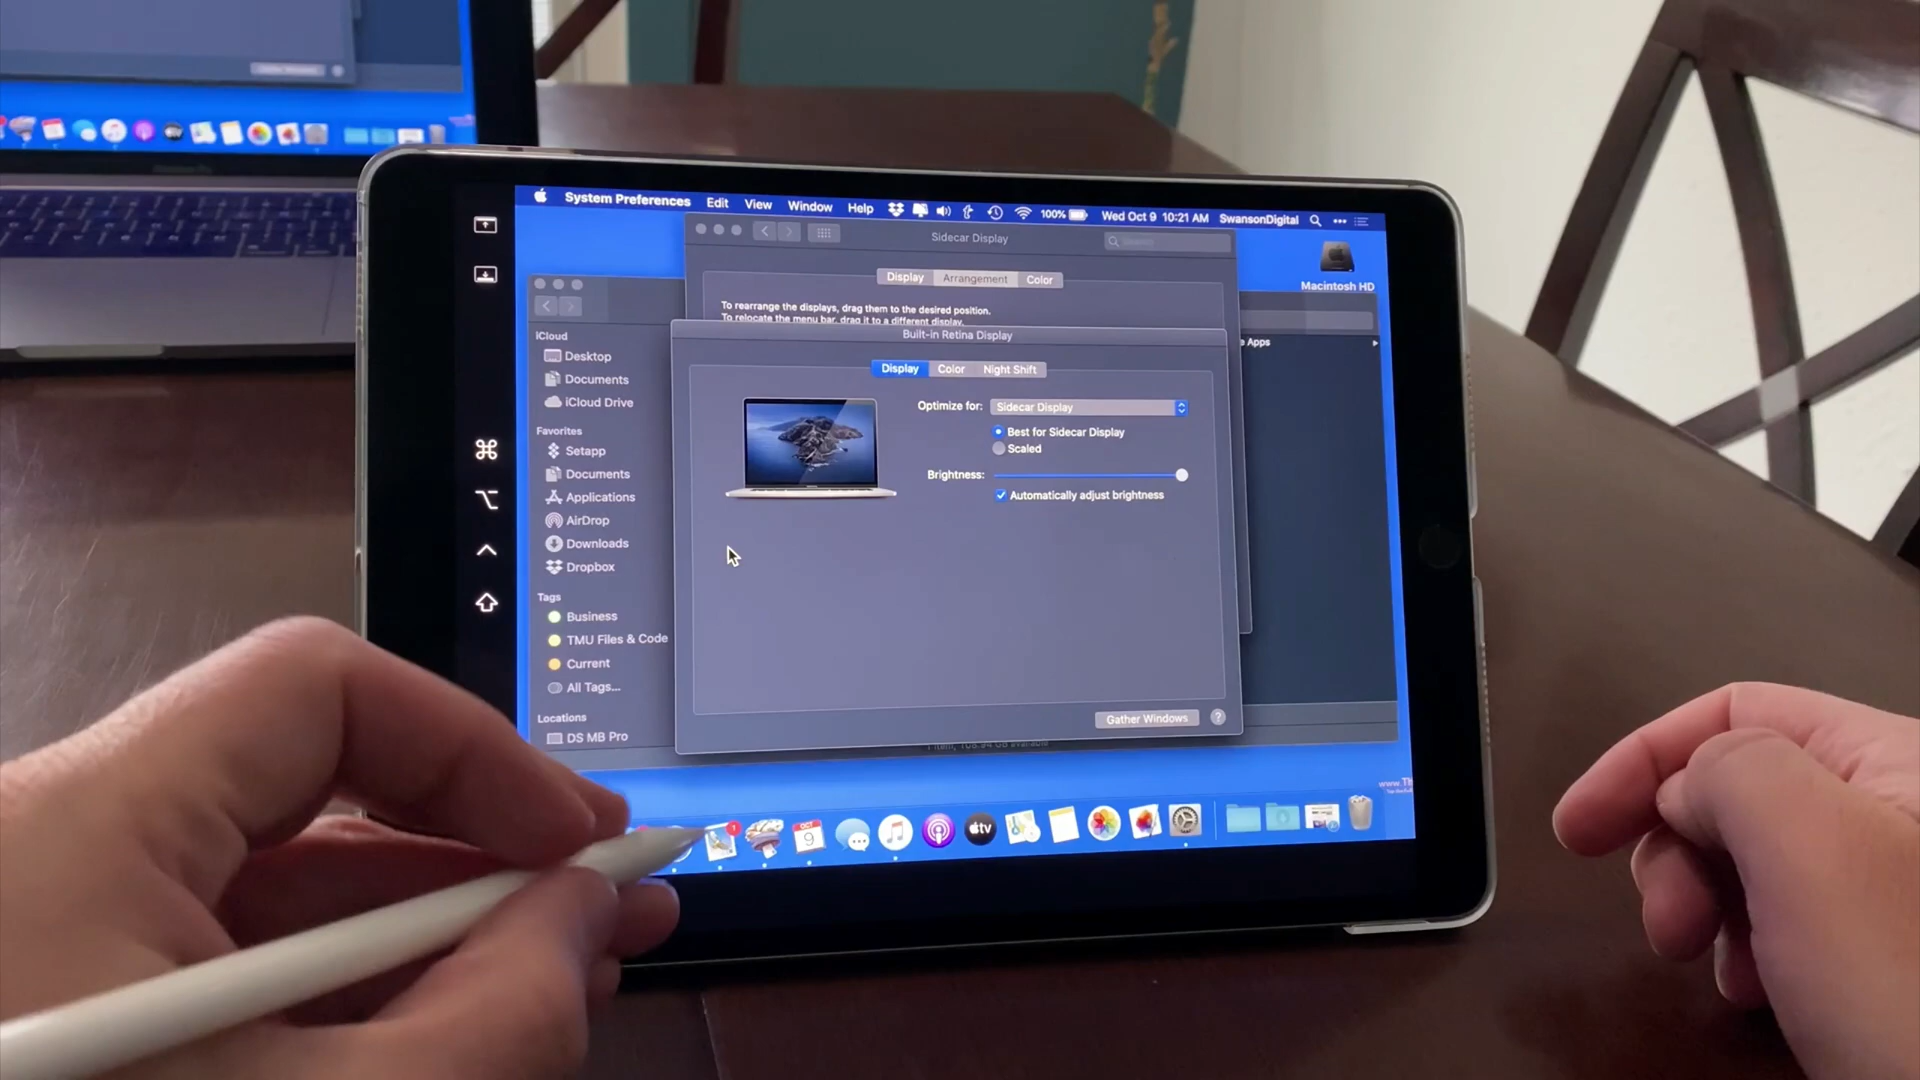 System Preferences Edit View Window Help 100% Wed Oct 9 10:21 AM SwansonDigital
Sidecar Display
Macintosh HD
Display Arrangement Color
To rearrange the displays, drag them to the desired position.
To relocate the menu bar, drag it to a different display.
Built-in Retina Display
Display Color Night Shift
Optimize for: Sidecar Display
Best for Sidecar Display
Scaled
Brightness:
Automatically adjust brightness
Gather Windows ?
e Apps
iCloud
Desktop
Documents
iCloud Drive
Favorites
Setapp
Documents
Applications
AirDrop
Downloads
Dropbox
Tags
Business
TMU Files & Code
Current
All Tags...
Locations
DS MB Pro
1
OCT
9
tv